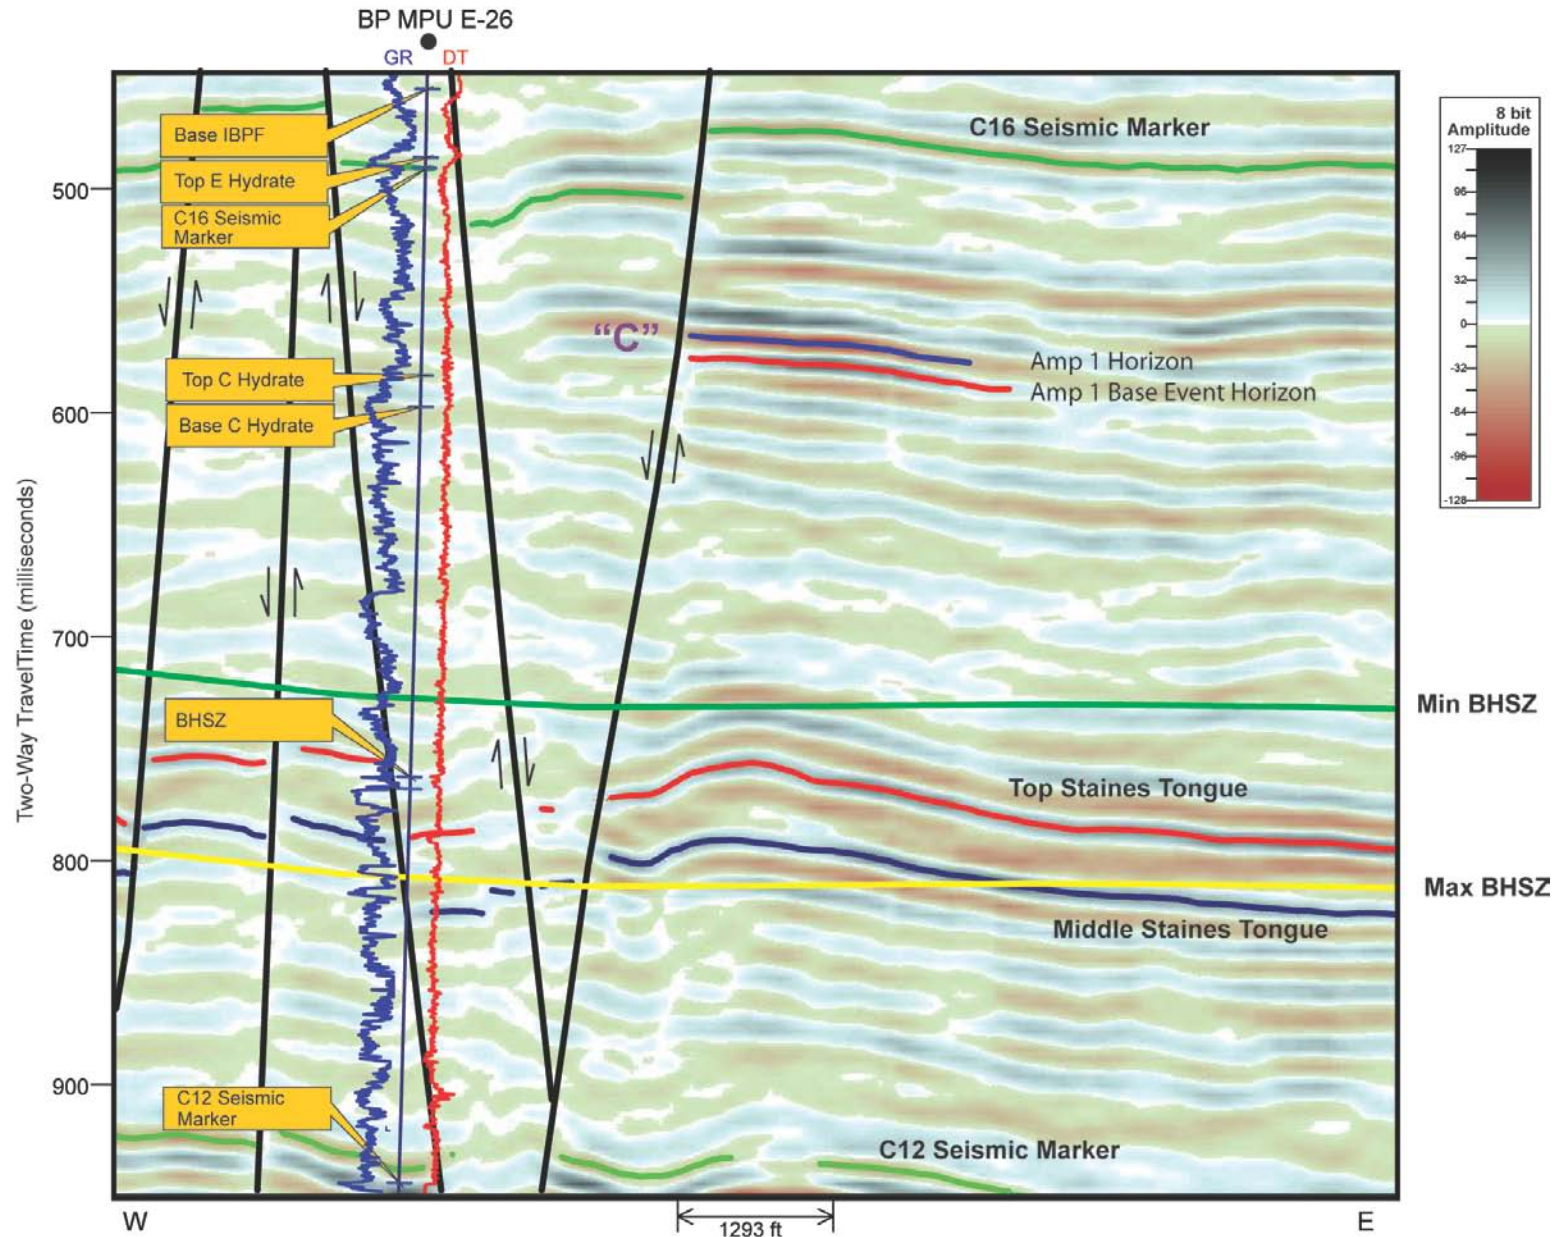 BP MPU E-26
GR
DT
Base IBPF
Top E Hydrate
C16 Seismic
Marker
C16 Seismic Marker
8 bit
Amplitude
127
96
64
32
0
-32
-64
-96
-128
500
600
700
800
900
Two-Way TravelTime (milliseconds)
“C”
Amp 1 Horizon
Amp 1 Base Event Horizon
Top C Hydrate
Base C Hydrate
BHSZ
Min BHSZ
Top Staines Tongue
Max BHSZ
Middle Staines Tongue
C12 Seismic
Marker
C12 Seismic Marker
W
1293 ft
E